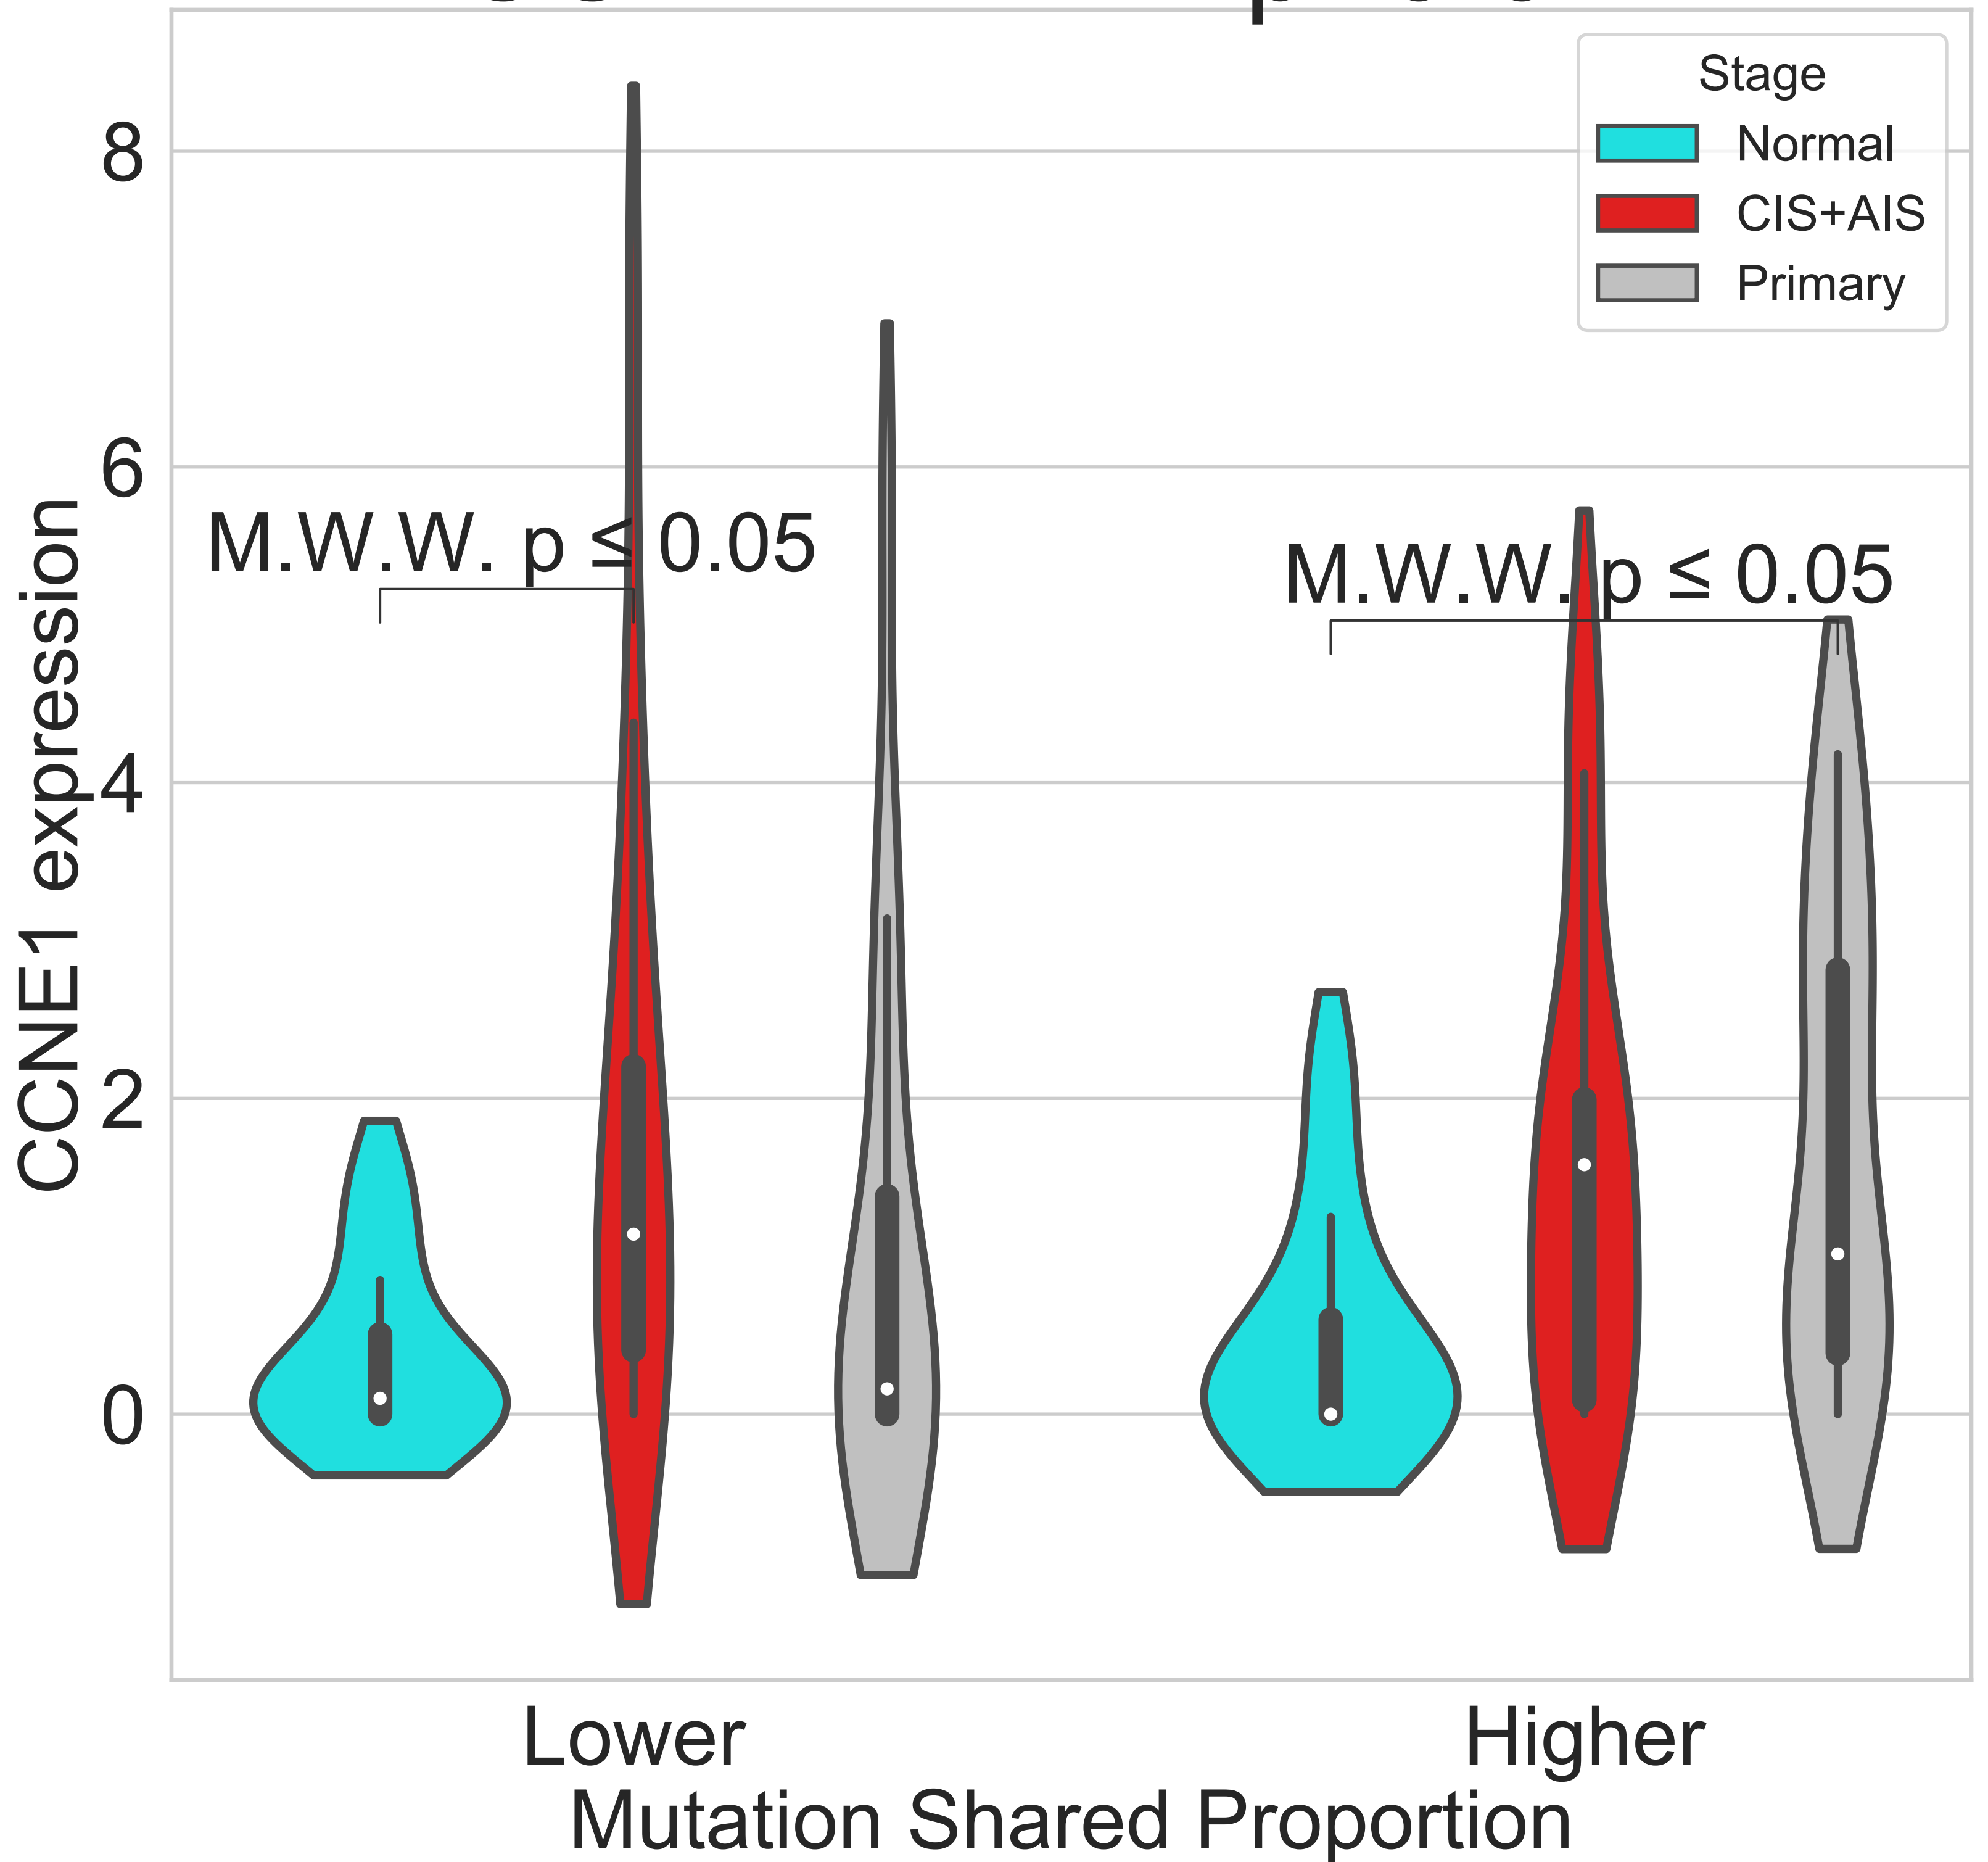 Stage
Normal
CIS+AIS
Primary
8
6
4
2
0
CCNE1 expression
M.W.W. p ≤ 0.05
M.W.W. p ≤ 0.05
Lower
Higher
Mutation Shared Proportion